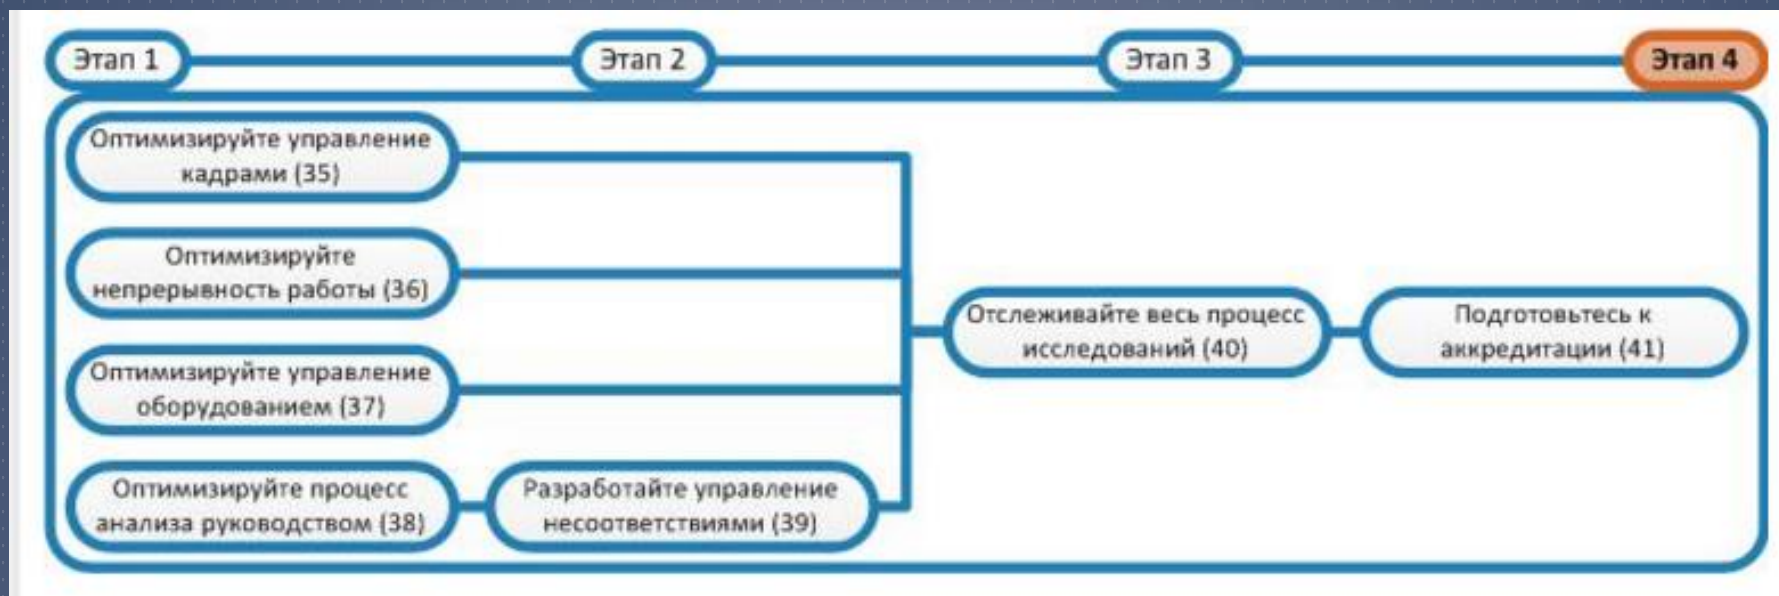 Этап 1
Этап 2
Этап 3
Этап 4
Оптимизируйте управление
кадрами (35)
Оптимизируйте
непрерывность работы (36)
Оптимизируйте управление
оборудованием (37)
Оптимизируйте процесс
анализа руководством (38)
Разработайте управление
несоответствиями (39)
Отслеживайте весь процесс
исследований (40)
Подготовьтесь к
аккредитации (41)